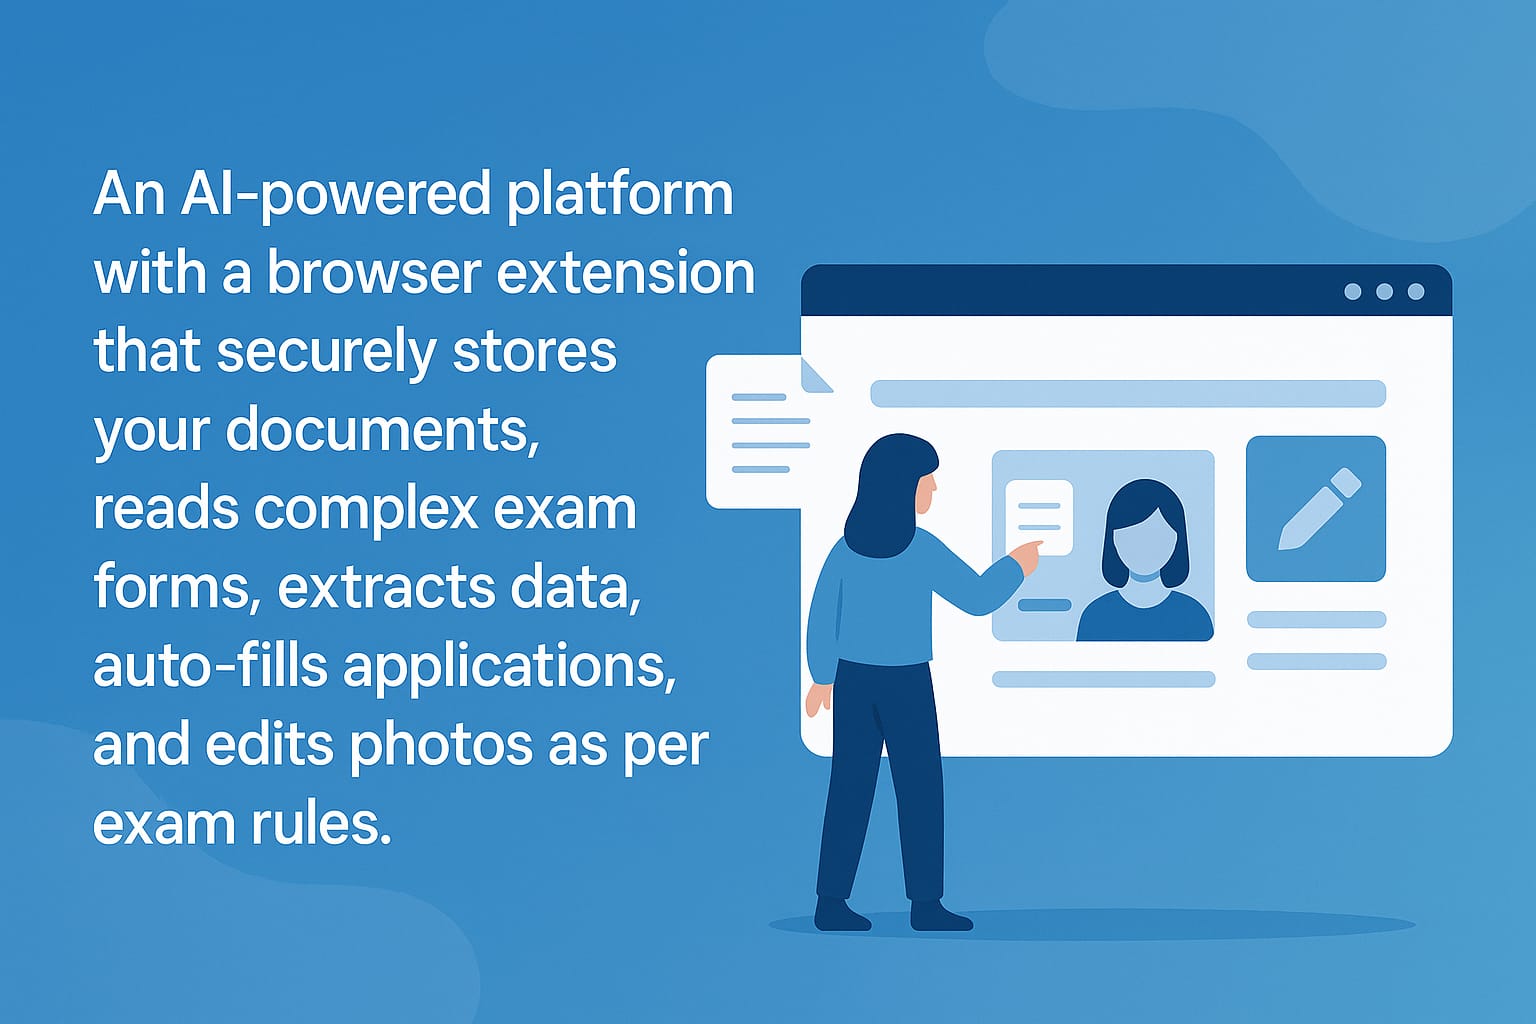 An AI-powered platform
with a browser extension
that securely stores
your documents,
reads complex exam
forms, extracts data,
auto-fills applications,
and edits photos as per
exam rules.